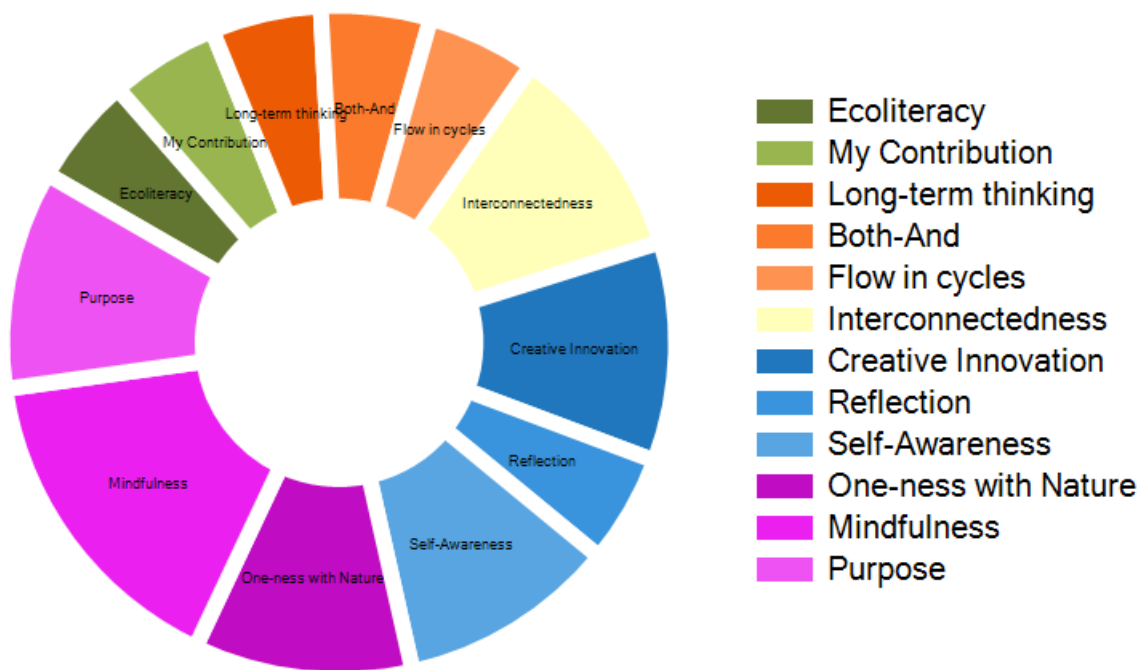 Long-term thinking
Both-And
Flow in cycles
My Contribution
Ecoliteracy
Interconnectedness
Purpose
Creative Innovation
Mindfulness
Reflection
Self-Awareness
One-ness with Nature
Ecoliteracy
My Contribution
Long-term thinking
Both-And
Flow in cycles
Interconnectedness
Creative Innovation
Reflection
Self-Awareness
One-ness with Nature
Mindfulness
Purpose